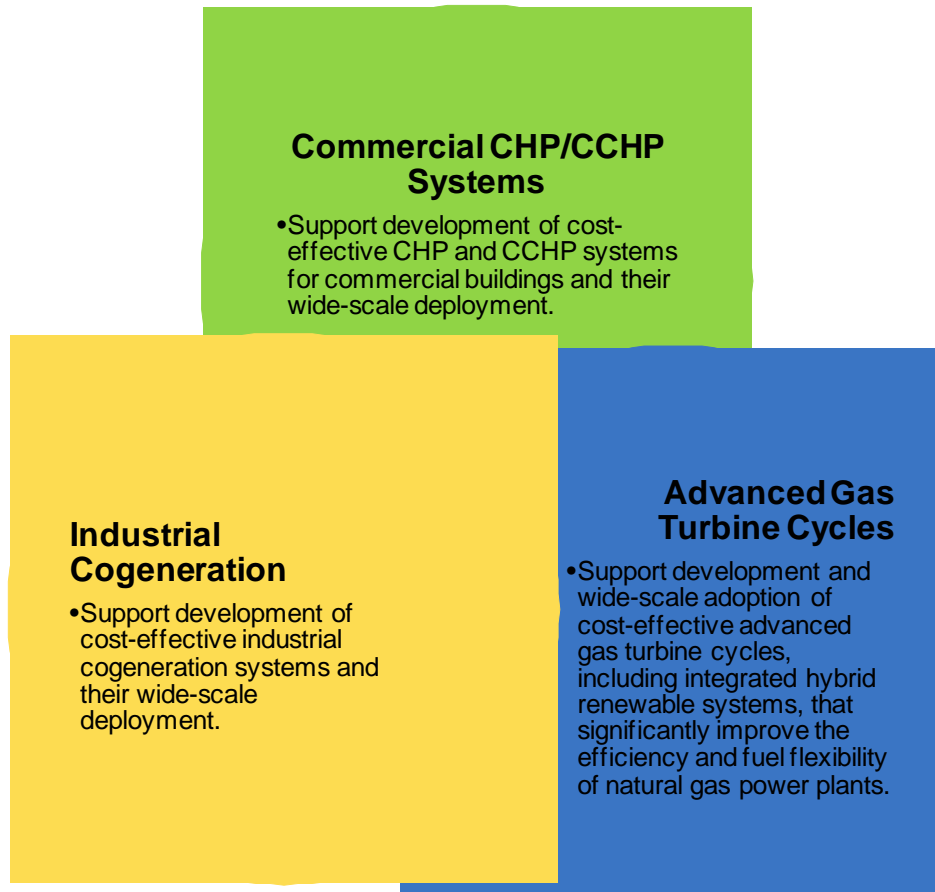 Commercial CHP/CCHP
Systems
•Support development of cost-
effective CHP and CCHP systems
for commercial buildings and their
wide-scale deployment.
Industrial
Cogeneration
•Support development of
cost-effective industrial
cogeneration systems and
their wide-scale
deployment.
Advanced Gas
Turbine Cycles
•Support development and
wide-scale adoption of
cost-effective advanced
gas turbine cycles,
including integrated hybrid
renewable systems, that
significantly improve the
efficiency and fuel flexibility
of natural gas power plants.